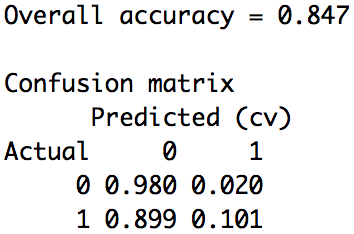 Overall accuracy = 0.847
Confusion matrix
Predicted (cv)
Actual 0 1
0 0.980 0.020
1 0.899 0.101